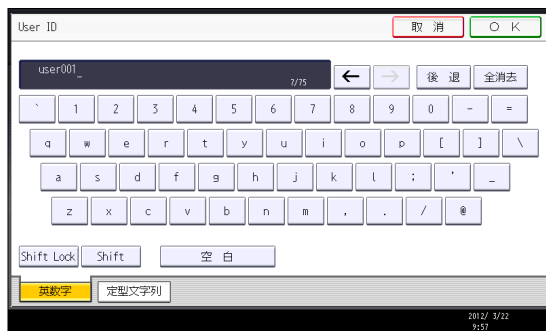 User ID 取 消 O K
user001_
7/75 ← → 後 退 全消去
` 1 2 3 4 5 6 7 8 9 0 - =
q w e r t y u i o p [ ] \
a s d f g h j k l ; ' _
z x c v b n m , . / @
Shift Lock Shift 空 白
英数字 定型文字列
2012/ 3/22
9:57